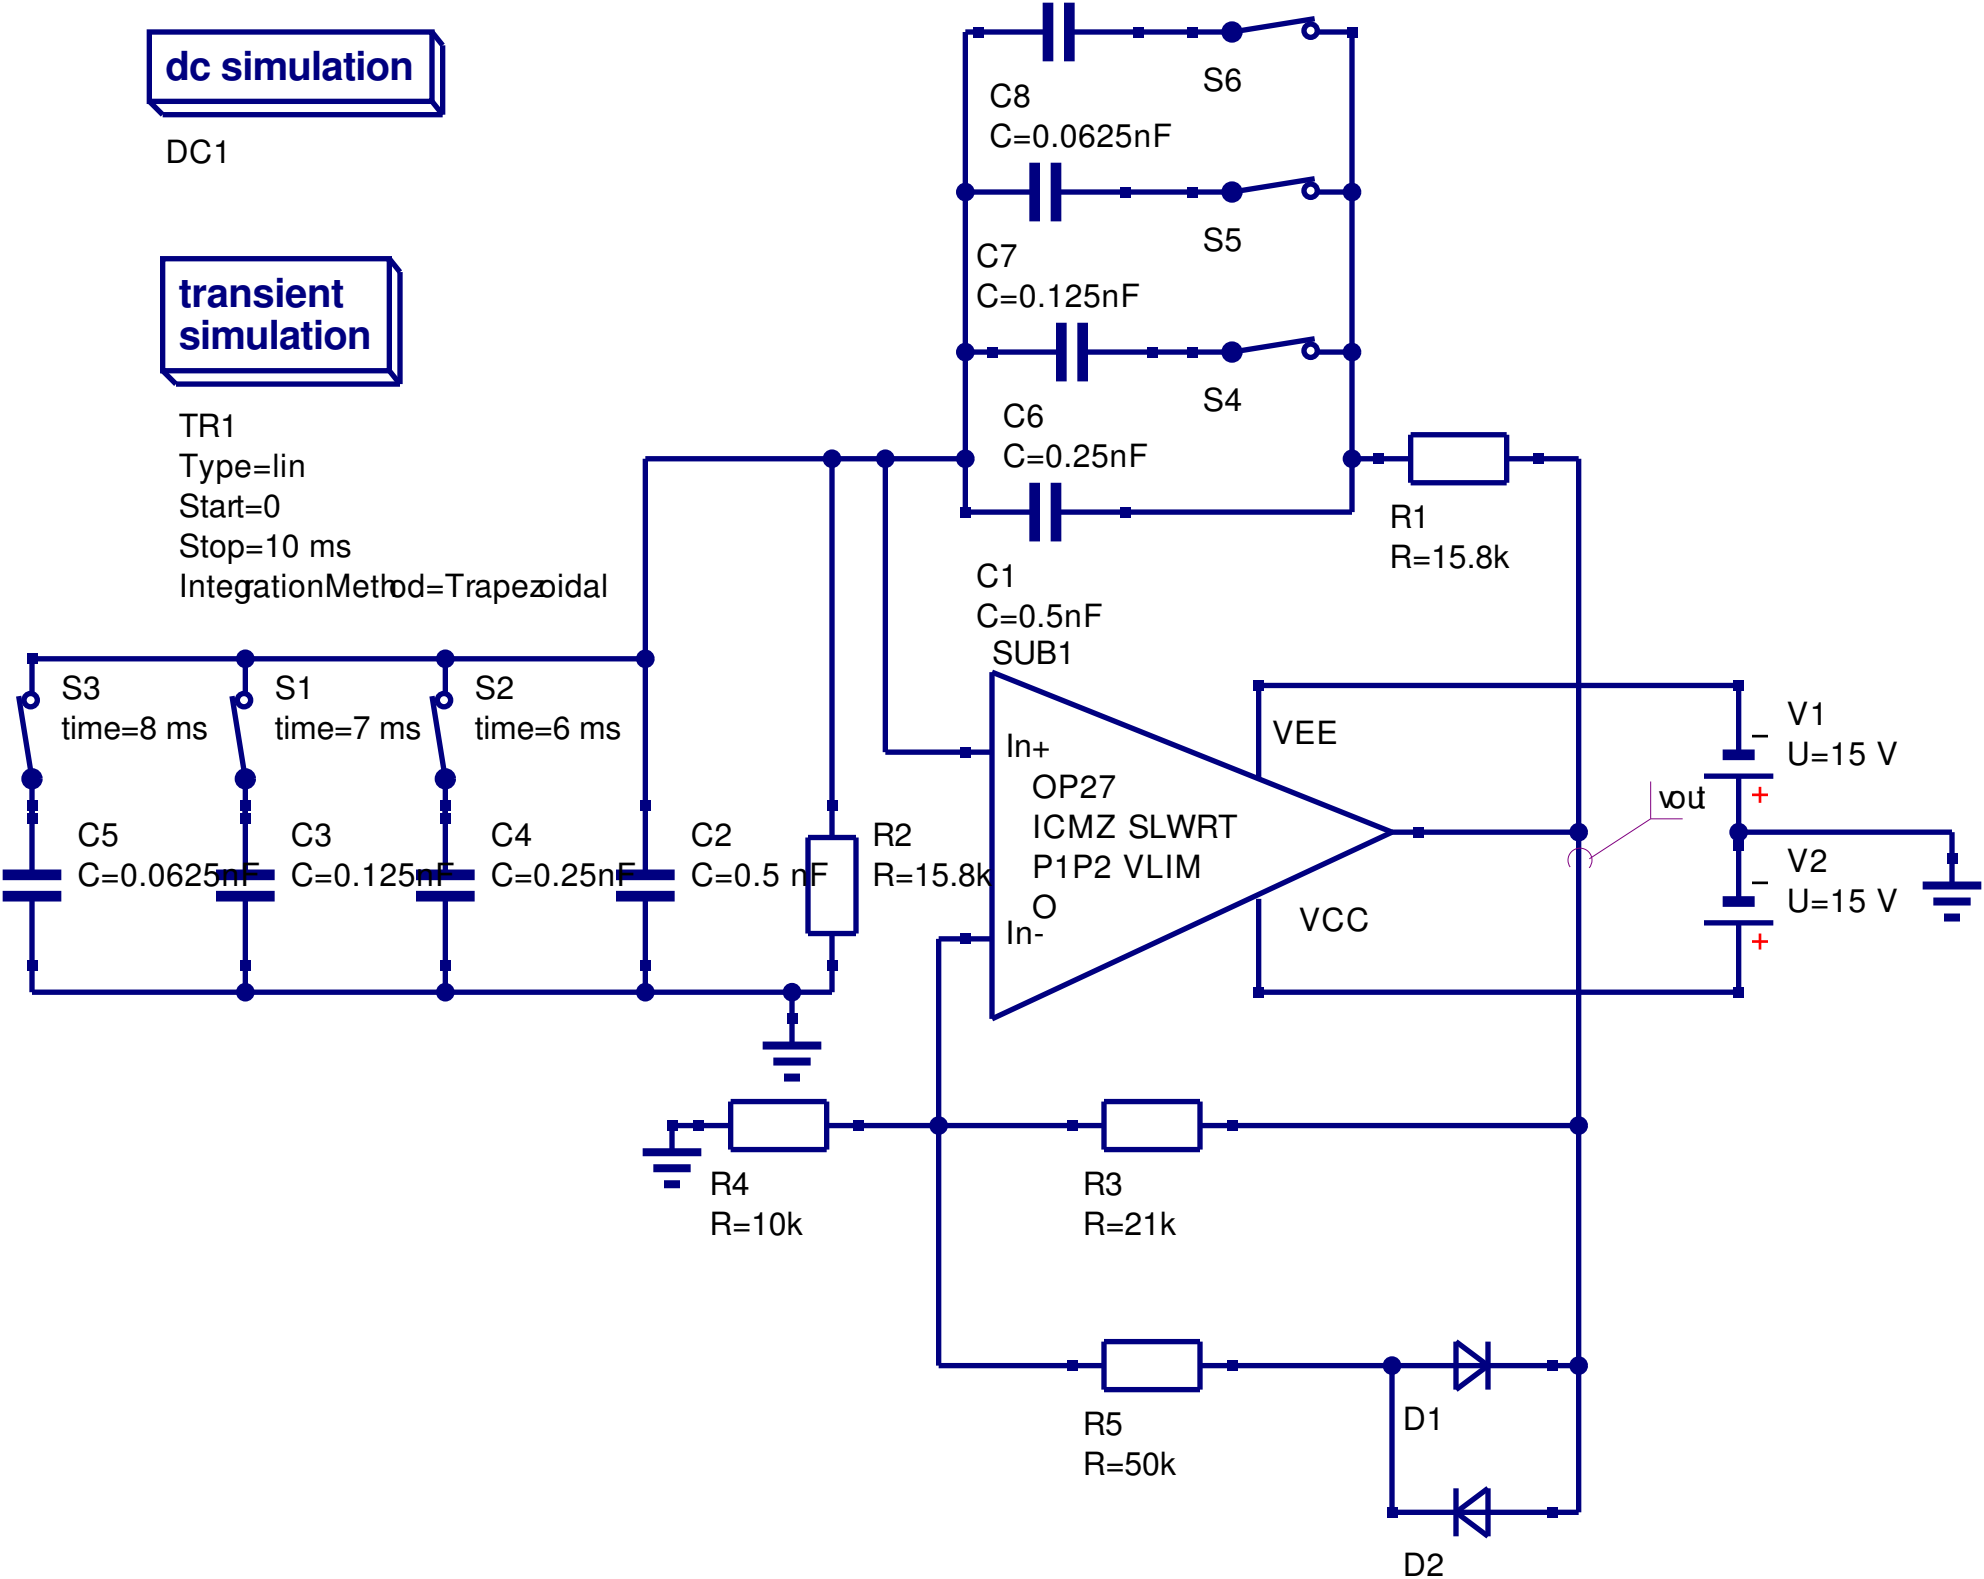 dc simulation
DC1
transient
simulation
TR1
Type=lin
Start=0
Stop=10 ms
IntegrationMethod=Trapezoidal
C8
C=0.0625nF
S6
C7
C=0.125nF
S5
C6
C=0.25nF
S4
C1
C=0.5nF
R1
R=15.8k
S3
time=8 ms
S1
time=7 ms
S2
time=6 ms
C5
C=0.0625nF
C3
C=0.125nF
C4
C=0.25nF
C2
C=0.5 nF
R2
R=15.8k
SUB1
In+
OP27
ICMZ SLWRT
P1P2 VLIM
O
In-
VEE
VCC
vout
V1
U=15 V
−
+
V2
U=15 V
−
+
R4
R=10k
R3
R=21k
R5
R=50k
D1
D2